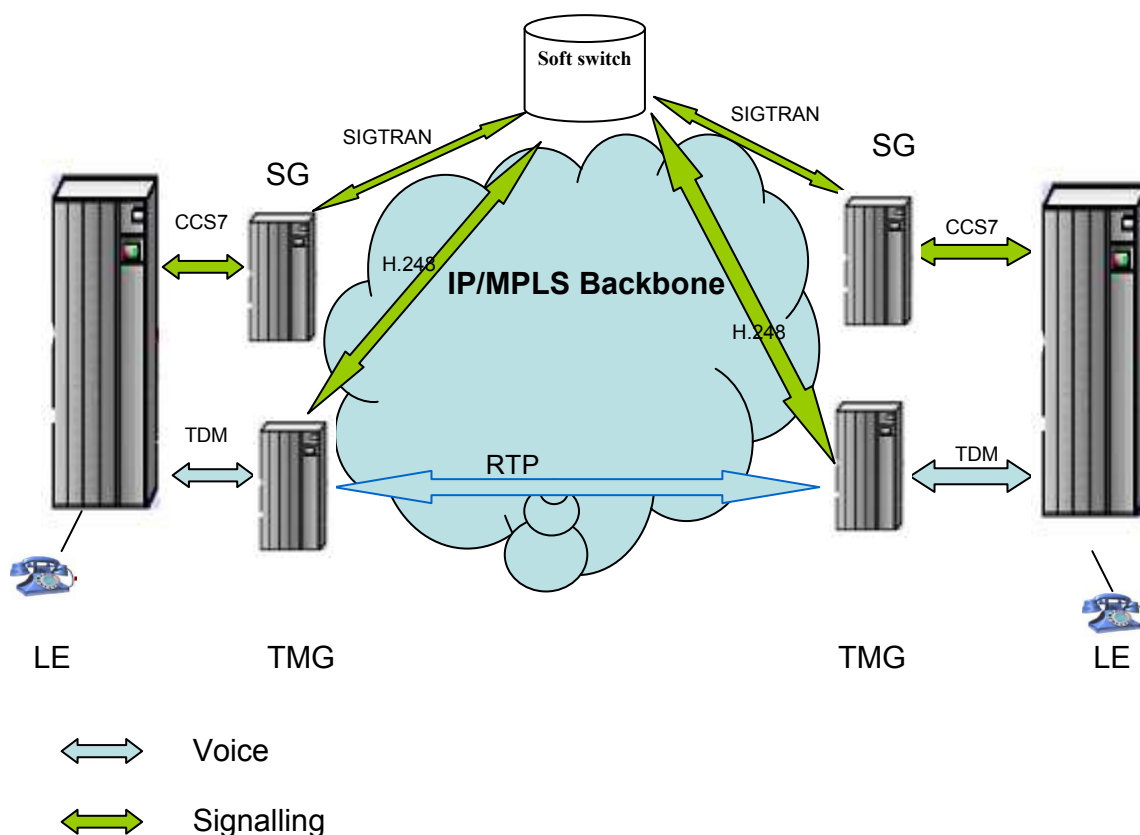 Soft switch
SIGTRAN
SIGTRAN
SG
SG
CCS7
CCS7
H.248
IP/MPLS Backbone
H.248
TDM
RTP
TDM
LE
TMG
TMG
LE
Voice
Signalling